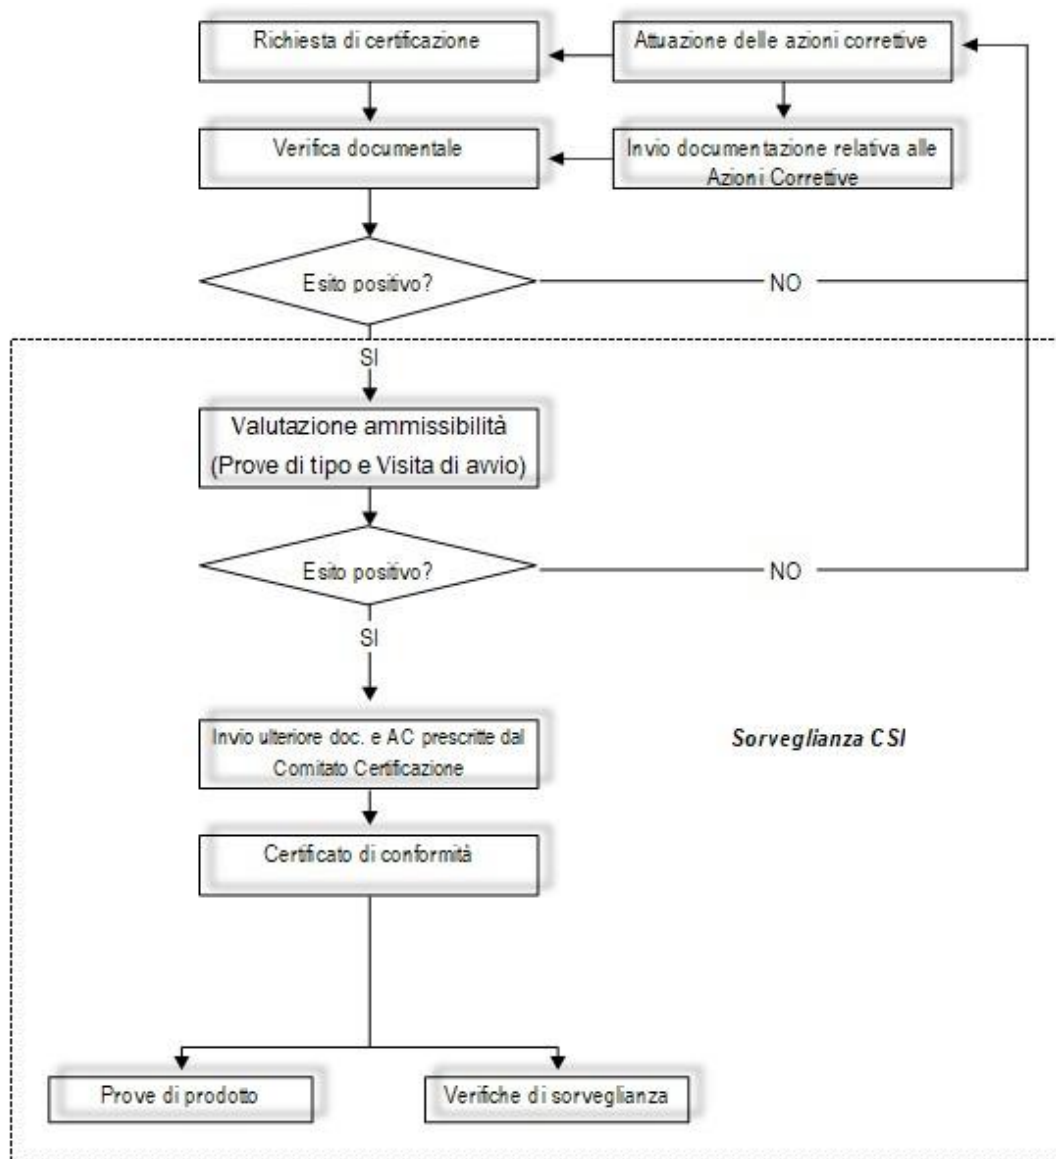 Richiesta di certificazione
Attuazione delle azioni correttive
Verifica documentale
Invio documentazione relativa alle
Azioni Correttive
Esito positivo?
NO
SI
Valutazione ammissibilità
(Prove di tipo e Visita di avvio)
Esito positivo?
NO
SI
Invio ulteriore doc. e AC prescritte dal
Comitato Certificazione
Sorveglianza CSI
Certificato di conformità
Prove di prodotto
Verifiche di sorveglianza